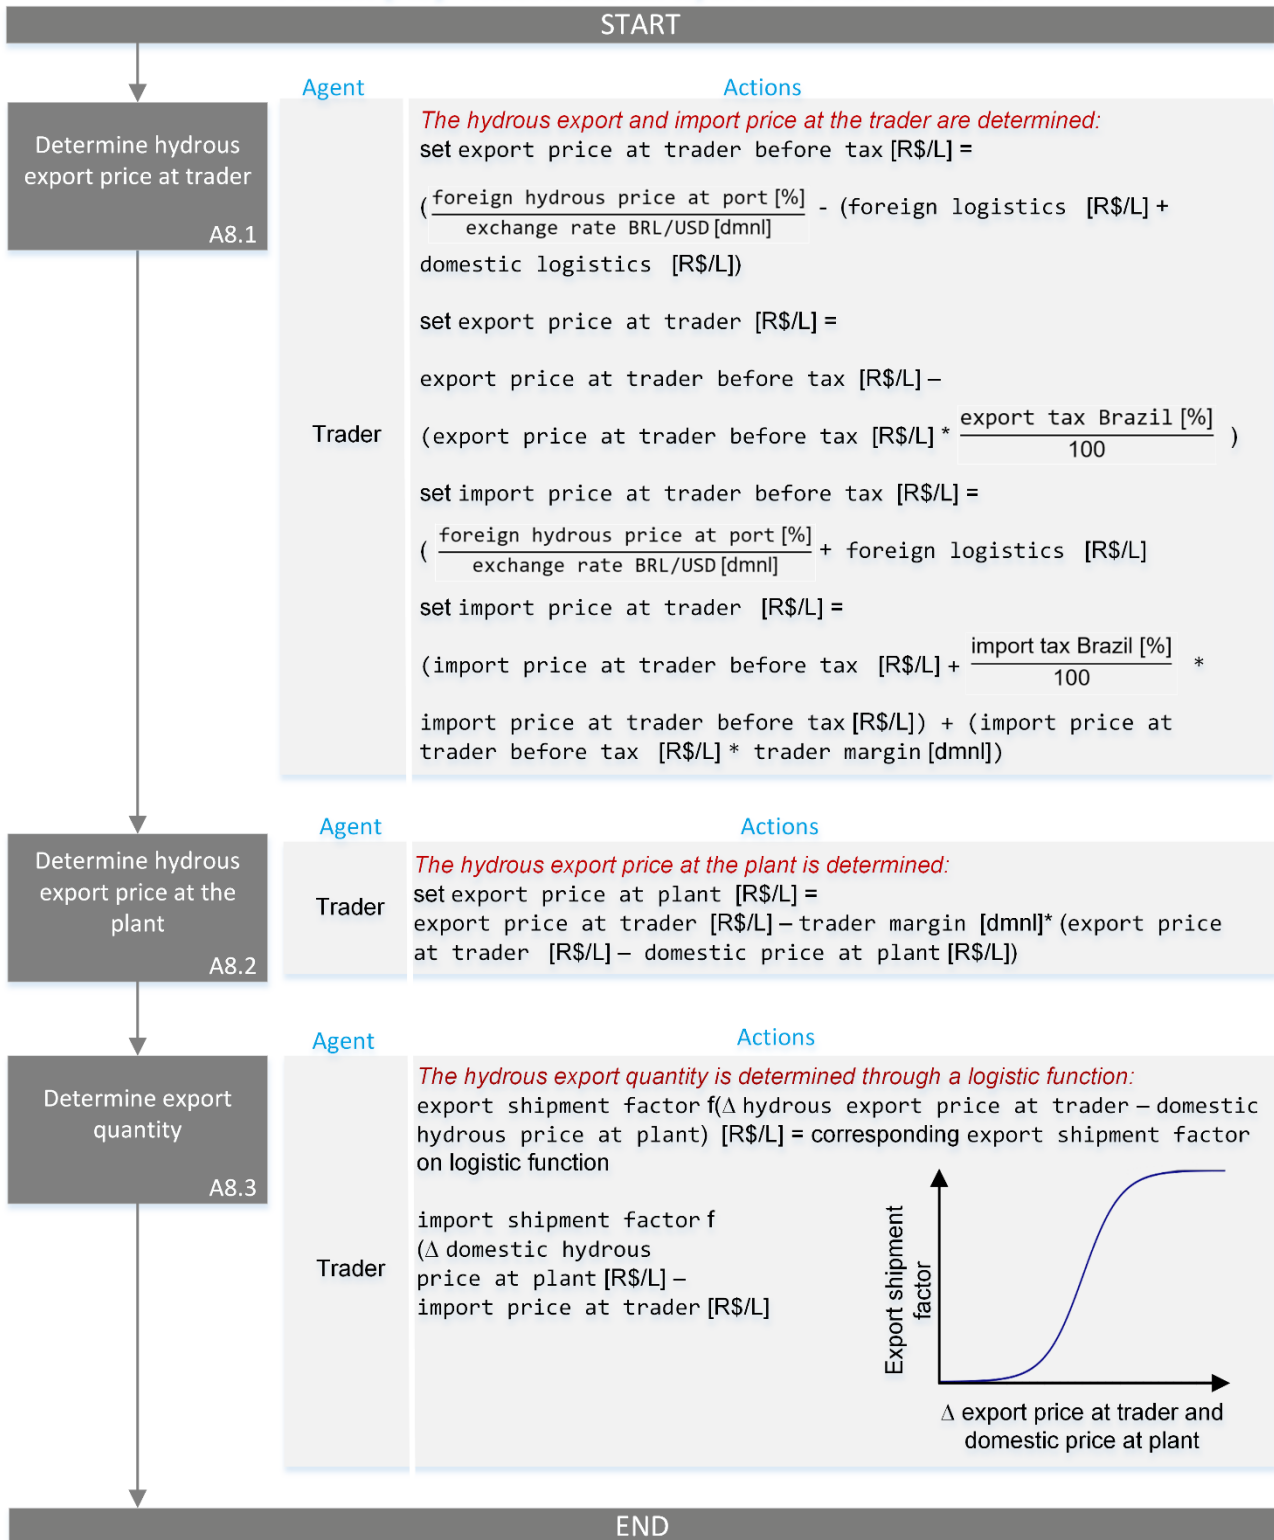 START
Determine hydrous
export price at trader
A8.1
Agent
Actions
The hydrous export and import price at the trader are determined:
set export price at trader before tax [R$/L] =
(foreign hydrous price at port [%]
exchange rate BRL/USD [dmnl]
- (foreign logistics [R$/L] +
domestic logistics [R$/L])
set export price at trader [R$/L] =
export price at trader before tax [R$/L] –
Trader
(export price at trader before tax [R$/L] *
export tax Brazil [%]
100
)
set import price at trader before tax [R$/L] =
(
foreign hydrous price at port [%]
exchange rate BRL/USD [dmnl]
+ foreign logistics [R$/L]
set import price at trader [R$/L] =
(import price at trader before tax [R$/L] +
import tax Brazil [%]
100
*
import price at trader before tax [R$/L]) + (import price at
trader before tax [R$/L] * trader margin [dmnl])
Determine hydrous
export price at the
plant
A8.2
Agent
Actions
Trader
The hydrous export price at the plant is determined:
set export price at plant [R$/L] =
export price at trader [R$/L] – trader margin [dmnl]* (export price
at trader [R$/L] – domestic price at plant [R$/L])
Determine export
quantity
A8.3
Agent
Actions
The hydrous export quantity is determined through a logistic function:
export shipment factor f(Δ hydrous export price at trader – domestic
hydrous price at plant) [R$/L] = corresponding export shipment factor
on logistic function
import shipment factor f
(Δ domestic hydrous
price at plant [R$/L] –
import price at trader [R$/L]
Trader
Export shipment
factor
Δ export price at trader and
domestic price at plant
END